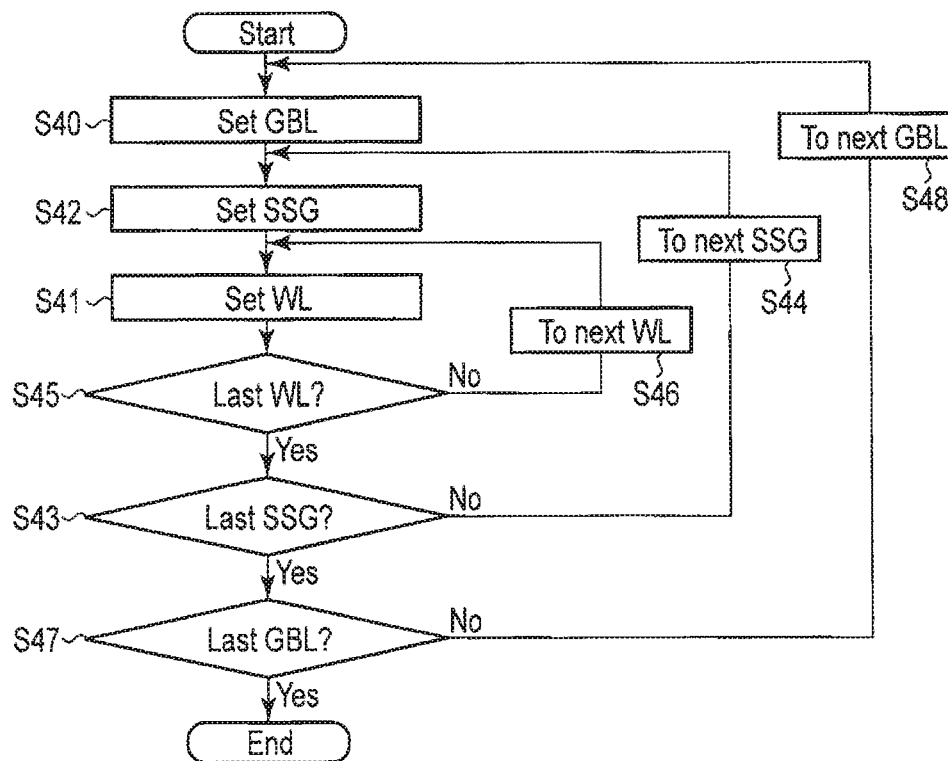 Start
S40
Set GBL
To next GBL
S48
S42
Set SSG
To next SSG
S44
S41
Set WL
To next WL
S46
S45
Last WL?
No
Yes
S43
Last SSG?
No
Yes
S47
Last GBL?
No
Yes
End